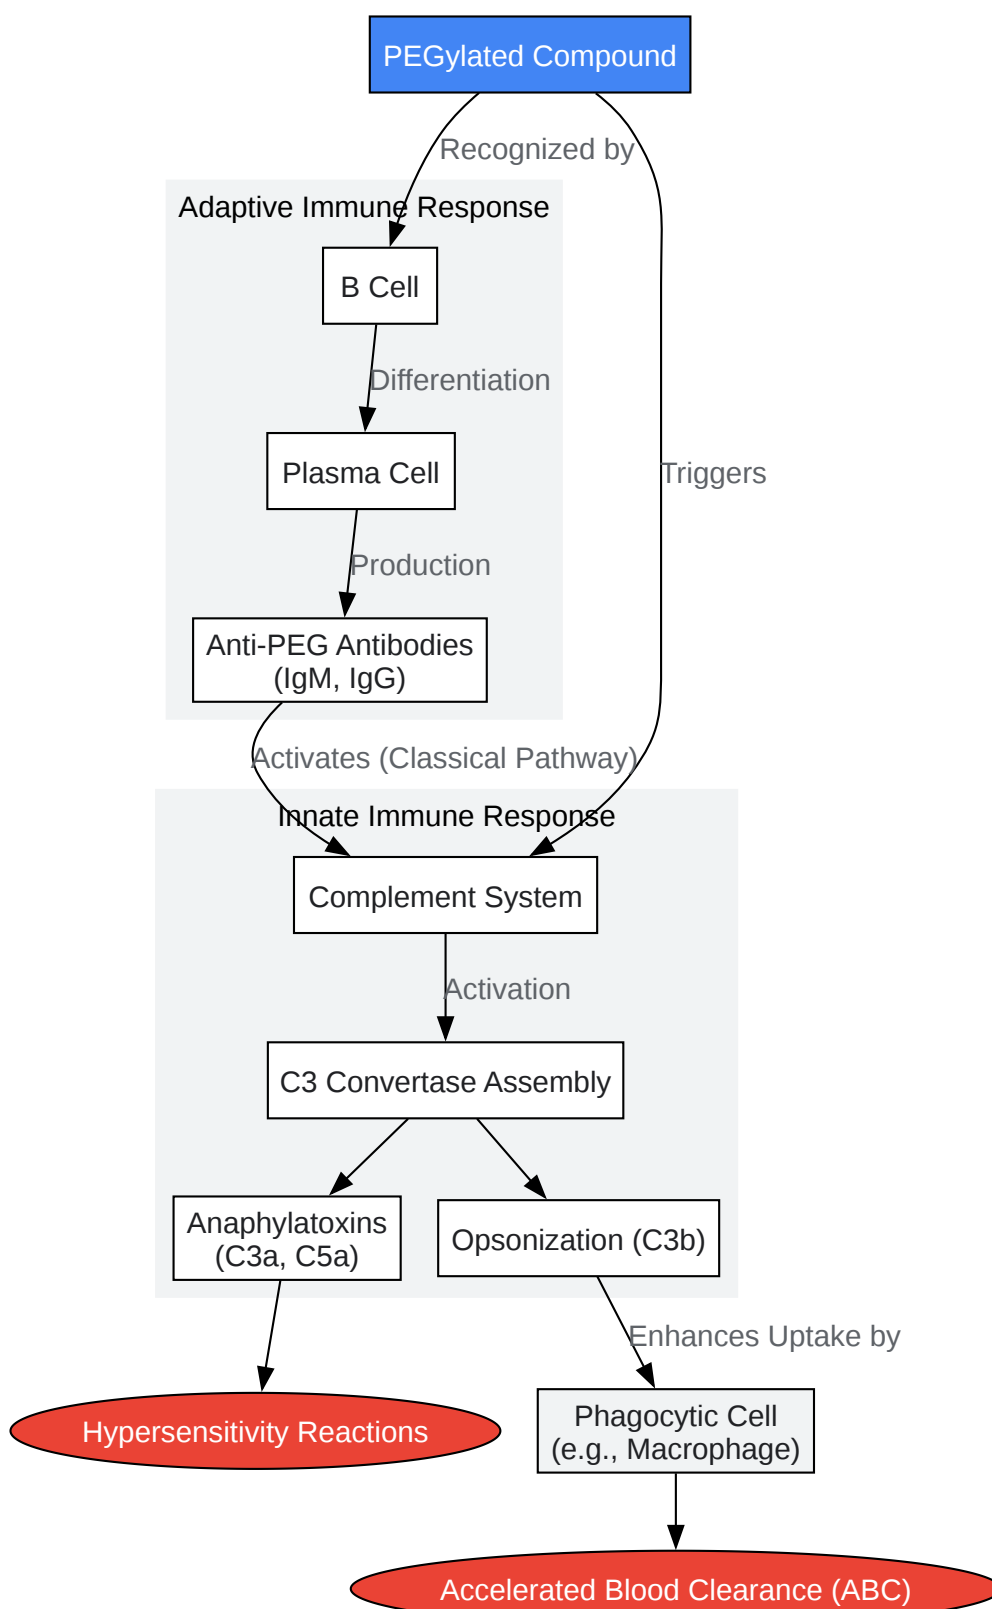 PEGylated Compound
Recognized by
Adaptive Immune Response
B Cell
Differentiation
Plasma Cell
Triggers
Production
Anti-PEG Antibodies
(IgM, IgG)
Activates (Classical Pathway)
Innate Immune Response
Complement System
Activation
C3 Convertase Assembly
Anaphylatoxins
(C3a, C5a)
Opsonization (C3b)
Enhances Uptake by
Hypersensitivity Reactions
Phagocytic Cell
(e.g., Macrophage)
Accelerated Blood Clearance (ABC)